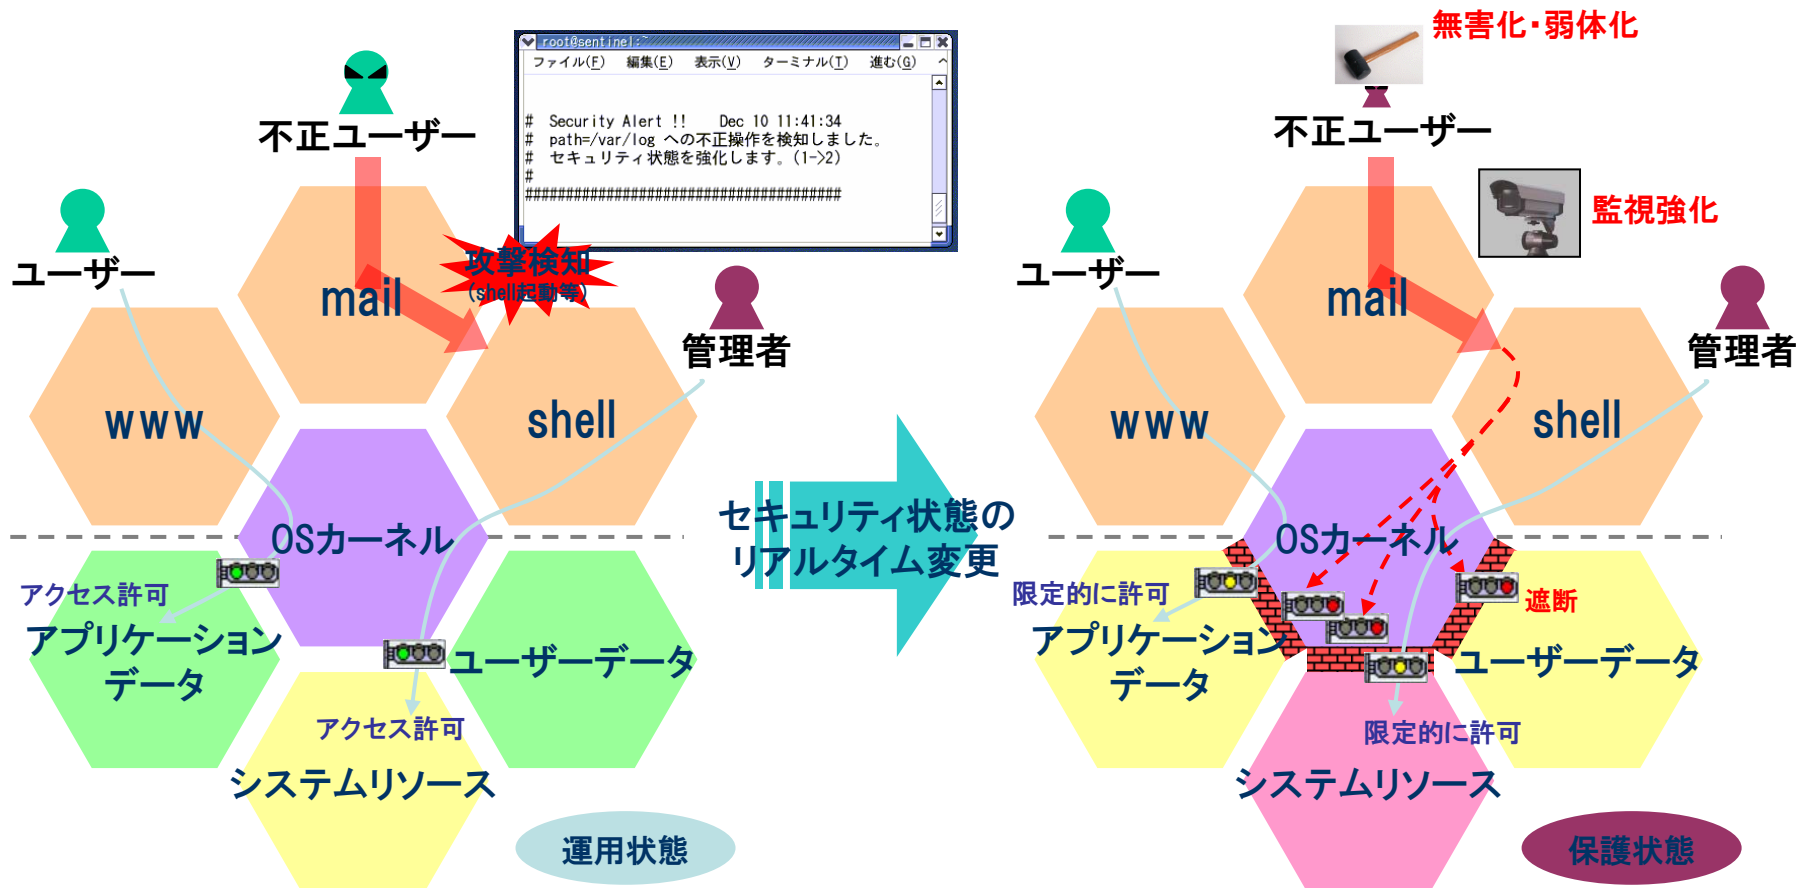 不正ユーザー
ユーザー
mail
攻撃検知
(shell起動等)
管理者
www
shell
OSカーネル
アクセス許可
アプリケーション
データ
ユーザーデータ
アクセス許可
システムリソース
運用状態
root@sentinel:~
ファイル(F) 編集(E) 表示(V) ターミナル(T) 進む(G)
# Security Alert !! Dec 10 11:41:34
# path=/var/log への不正操作を検知しました。
# セキュリティ状態を強化します。(1->2)
#
#######################################
セキュリティ状態の
リアルタイム変更
無害化・弱体化
不正ユーザー
監視強化
ユーザー
mail
管理者
www
shell
OSカーネル
限定的に許可
遮断
アプリケーション
データ
ユーザーデータ
限定的に許可
システムリソース
保護状態